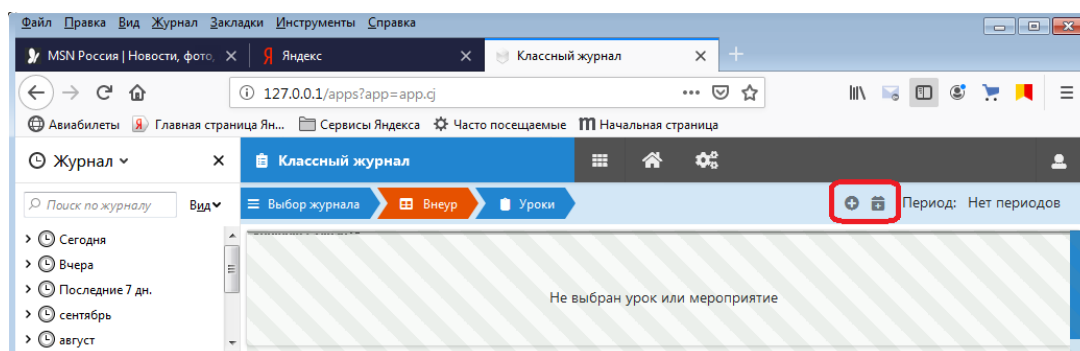 Файл Правка Вид Журнал Закладки Инструменты Справка
MSN Россия | Новости, фото,
Яндекс
Классный журнал
127.0.0.1/apps?app=app.cj
Авиабилеты Главная страница Ян... Сервисы Яндекса Часто посещаемые Начальная страница
Журнал
Классный журнал
Поиск по журналу Вид
Выбор журнала Внеур Уроки
Период: Нет периодов
Сегодня
Вчера
Последние 7 дн.
сентябрь
август
Не выбран урок или мероприятие